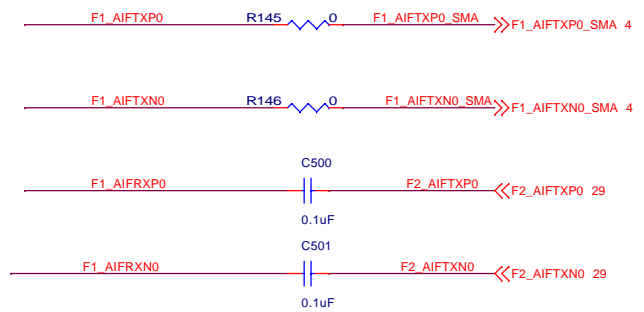 F1_AIFTXP0 R145 0 F1_AIFTXP0_SMA F1_AIFTXP0_SMA 4
F1_AIFTXN0 R146 0 F1_AIFTXN0_SMA F1_AIFTXN0_SMA 4
C500
F1_AIFRXP0 F2_AIFTXP0 F2_AIFTXP0 29
0.1uF
C501
F1_AIFRXN0 F2_AIFTXN0 F2_AIFTXN0 29
0.1uF